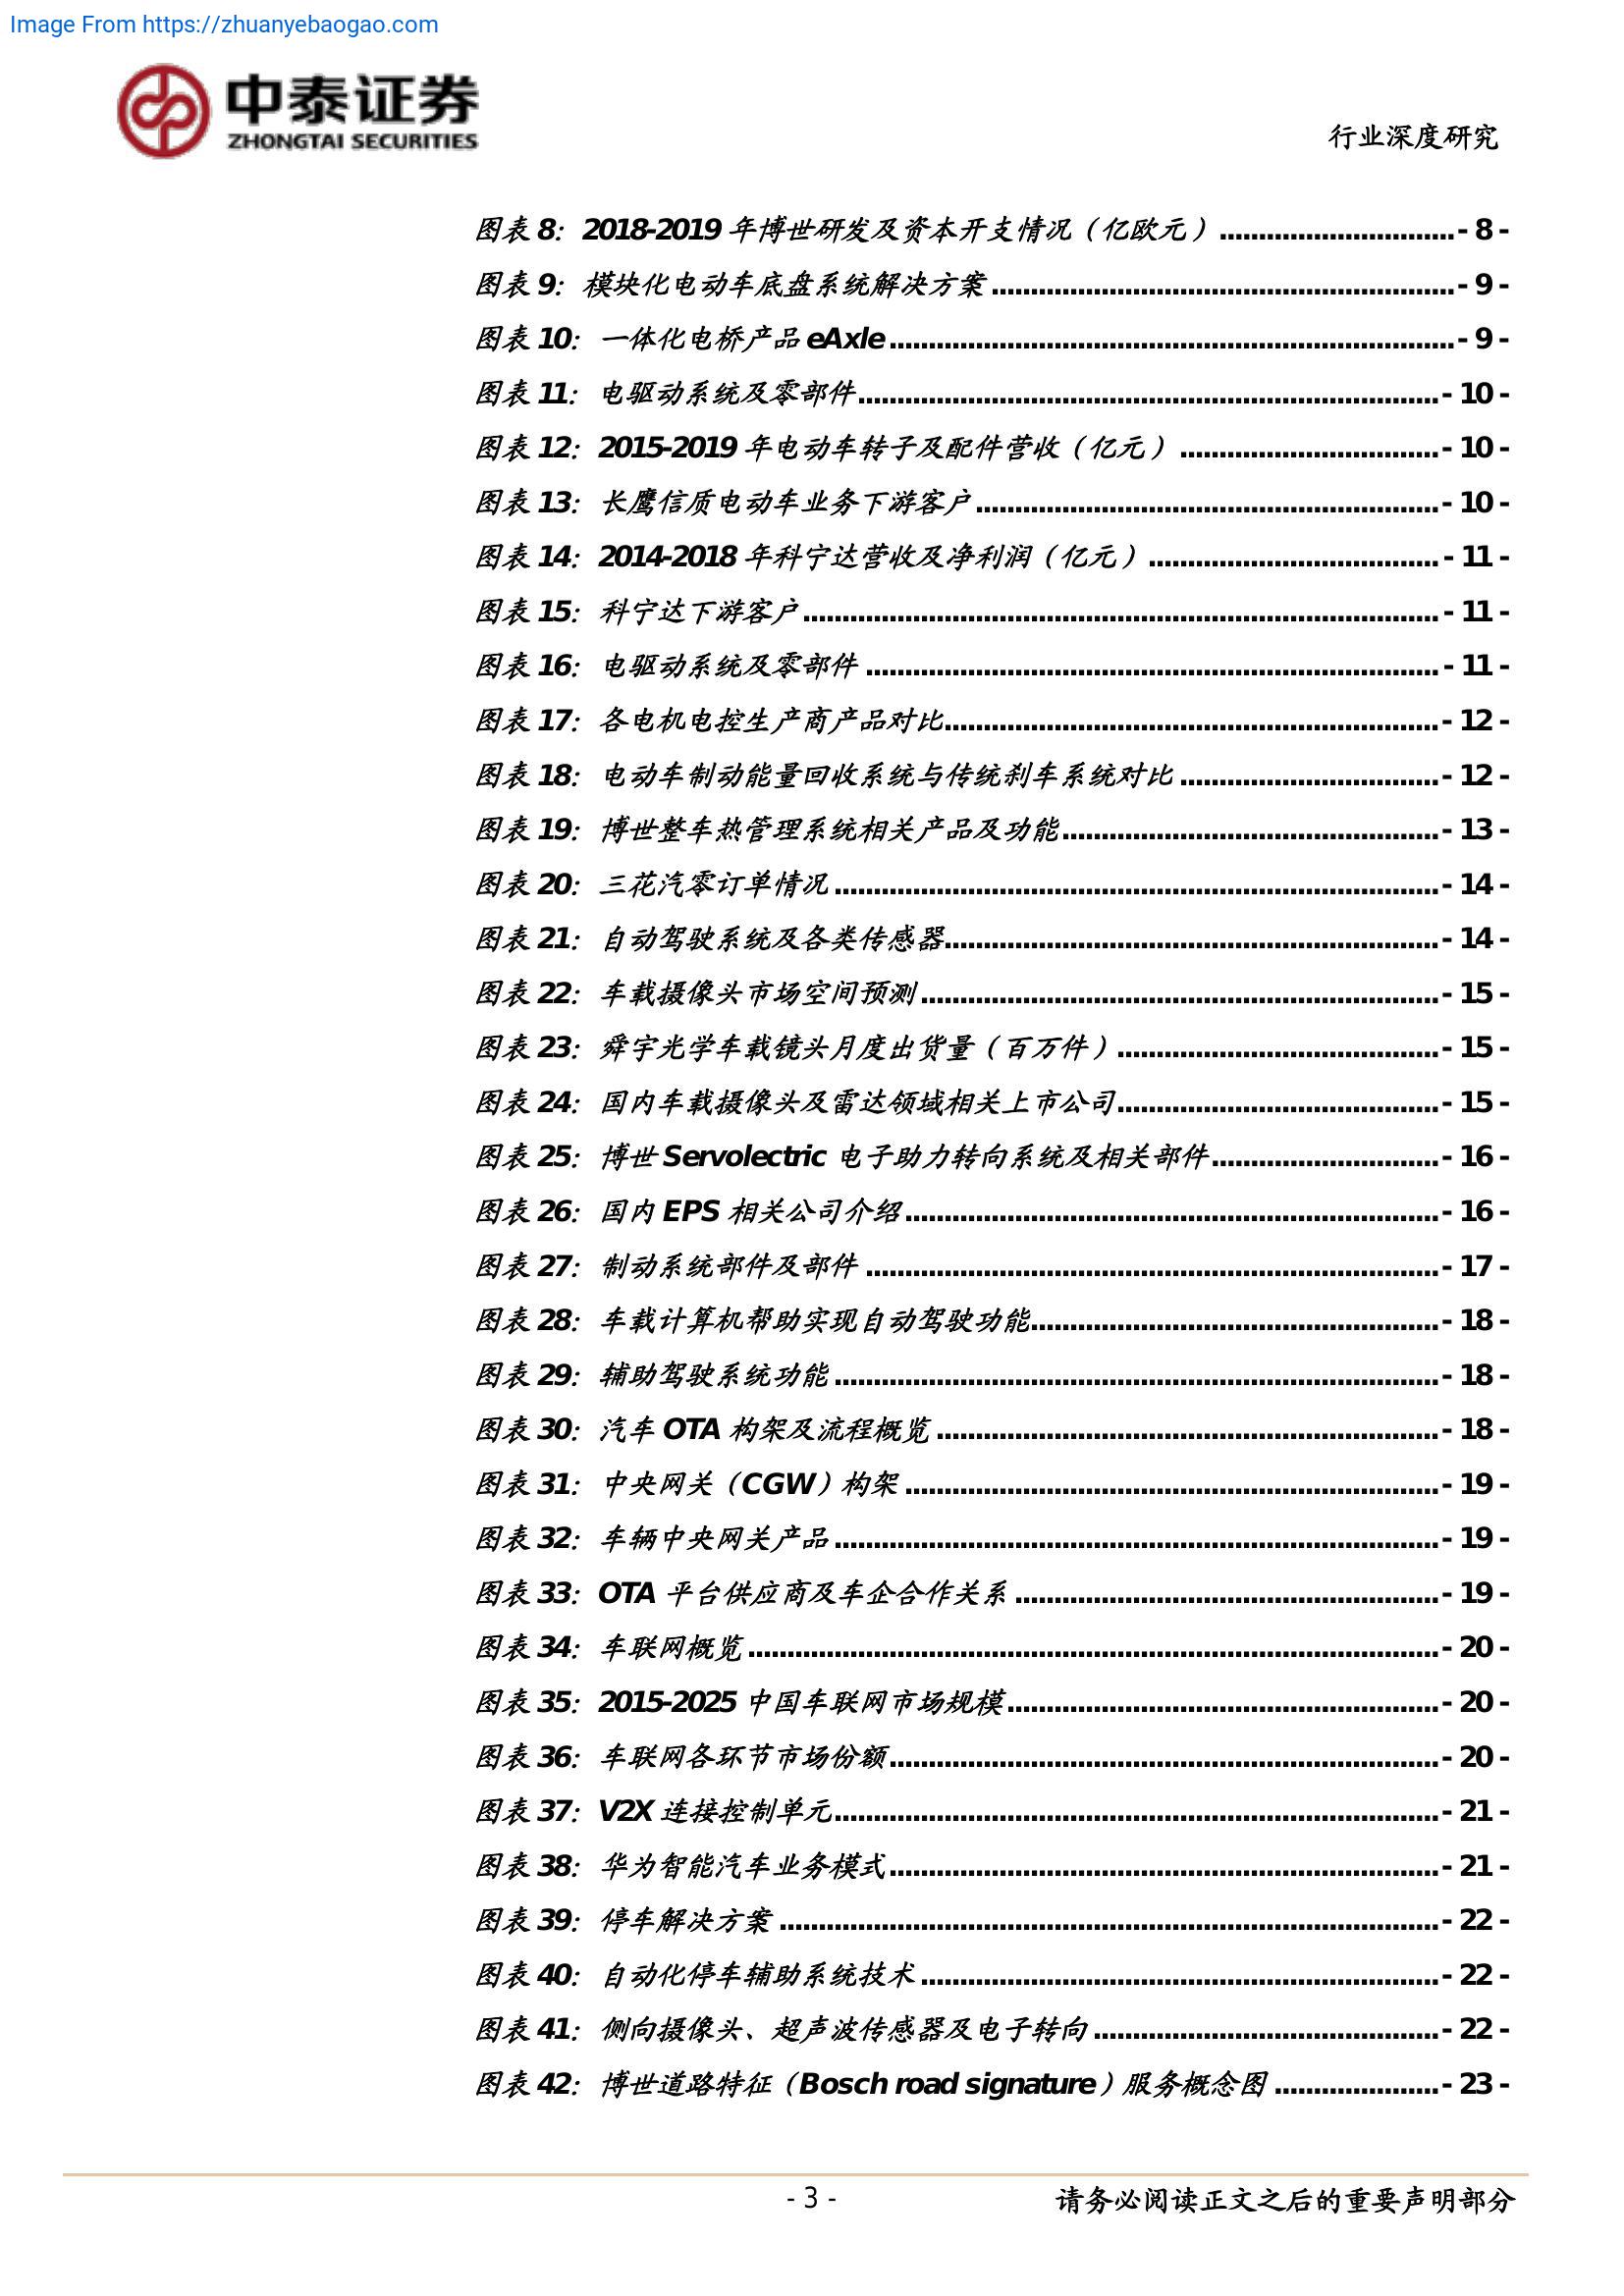 Image From https://zhuanyebaogao.com
中泰证券
ZHONGTAI SECURITIES
行业深度研究
图表 8：2018-2019 年博世研发及资本开支情况（亿欧元）..............................- 8 -
图表 9：模块化电动车底盘系统解决方案...........................................................- 9 -
图表 10：一体化电桥产品 eAxle........................................................................- 9 -
图表 11：电驱动系统及零部件..........................................................................- 10 -
图表 12：2015-2019 年电动车转子及配件营收（亿元）.................................- 10 -
图表 13：长鹰信质电动车业务下游客户...........................................................- 10 -
图表 14：2014-2018 年科宁达营收及净利润（亿元）.....................................- 11 -
图表 15：科宁达下游客户.................................................................................- 11 -
图表 16：电驱动系统及零部件.........................................................................- 11 -
图表 17：各电机电控生产商产品对比...............................................................- 12 -
图表 18：电动车制动能量回收系统与传统刹车系统对比.................................- 12 -
图表 19：博世整车热管理系统相关产品及功能................................................- 13 -
图表 20：三花汽零订单情况.............................................................................- 14 -
图表 21：自动驾驶系统及各类传感器...............................................................- 14 -
图表 22：车载摄像头市场空间预测..................................................................- 15 -
图表 23：舜宇光学车载镜头月度出货量（百万件）.........................................- 15 -
图表 24：国内车载摄像头及雷达领域相关上市公司.........................................- 15 -
图表 25：博世 Servolectric 电子助力转向系统及相关部件.............................- 16 -
图表 26：国内 EPS 相关公司介绍....................................................................- 16 -
图表 27：制动系统部件及部件.........................................................................- 17 -
图表 28：车载计算机帮助实现自动驾驶功能....................................................- 18 -
图表 29：辅助驾驶系统功能.............................................................................- 18 -
图表 30：汽车 OTA 构架及流程概览................................................................- 18 -
图表 31：中央网关（CGW）构架....................................................................- 19 -
图表 32：车辆中央网关产品.............................................................................- 19 -
图表 33：OTA 平台供应商及车企合作关系......................................................- 19 -
图表 34：车联网概览........................................................................................- 20 -
图表 35：2015-2025 中国车联网市场规模.......................................................- 20 -
图表 36：车联网各环节市场份额......................................................................- 20 -
图表 37：V2X 连接控制单元.............................................................................- 21 -
图表 38：华为智能汽车业务模式......................................................................- 21 -
图表 39：停车解决方案....................................................................................- 22 -
图表 40：自动化停车辅助系统技术..................................................................- 22 -
图表 41：侧向摄像头、超声波传感器及电子转向............................................- 22 -
图表 42：博世道路特征（Bosch road signature）服务概念图.....................- 23 -
- 3 -
请务必阅读正文之后的重要声明部分